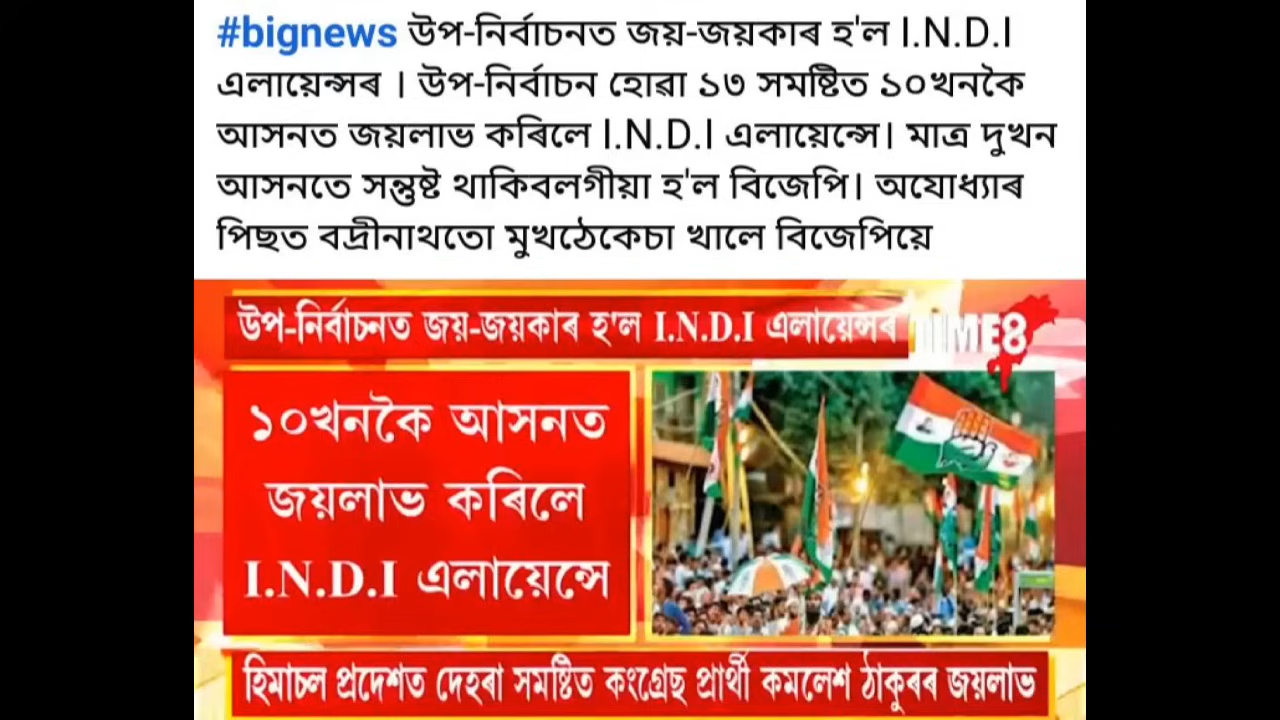 #bignews উপ-নিৰ্বাচনত জয়-জয়কাৰ হ'ল I.N.D.I
এলায়েন্সৰ । উপ-নিৰ্বাচন হোৱা ১৩ সমষ্টিত ১০খনকৈ
আসনত জয়লাভ কৰিলে I.N.D.I এলায়েন্সে। মাত্ৰ দুখন
আসনতে সন্তুষ্ট থাকিবলগীয়া হ'ল বিজেপি। অযোধ্যাৰ
পিছত বদ্ৰীনাথতো মুখঠেকেচা খালে বিজেপিয়ে
উপ-নিৰ্বাচনত জয়-জয়কাৰ হ'ল I.N.D.I এলায়েন্সৰ
TIME8
১০খনকৈ আসনত
জয়লাভ কৰিলে
I.N.D.I এলায়েন্সে
হিমাচল প্ৰদেশত দেহৰা সমষ্টিত কংগ্ৰেছ প্ৰাৰ্থী কমলেশ ঠাকুৰৰ জয়লাভ